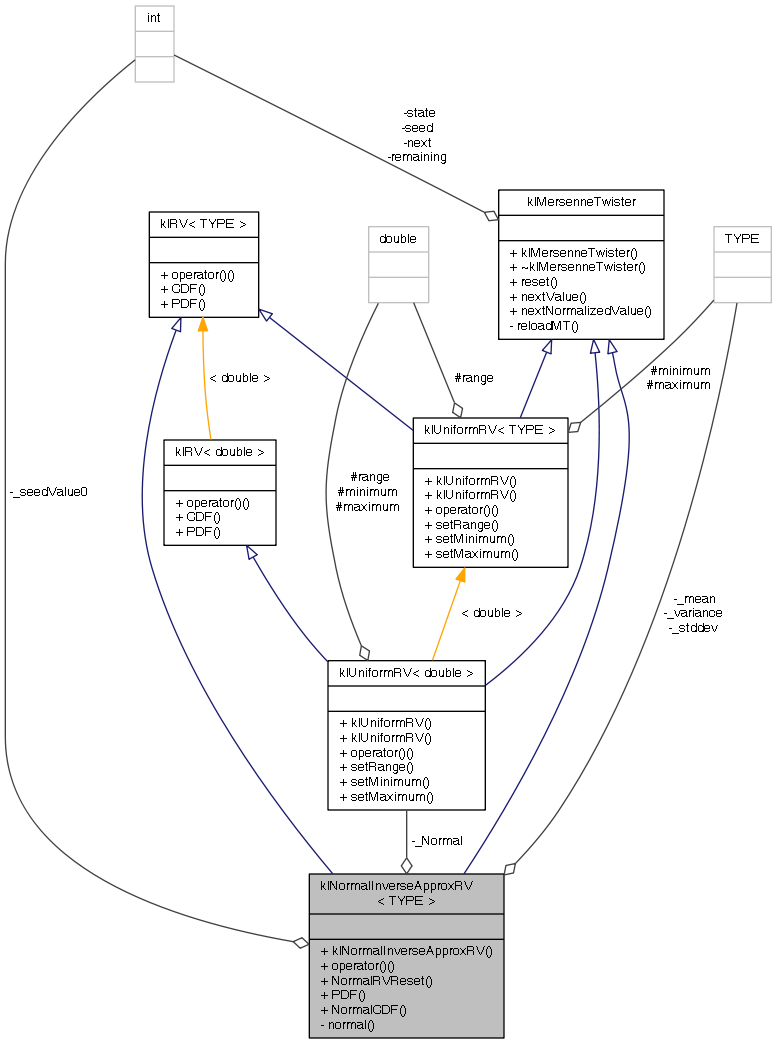 int
-state
-seed
-next
-remaining
klMersenneTwister
+ klMersenneTwister()
+ ~klMersenneTwister()
+ reset()
+ nextValue()
+ nextNormalizedValue()
- reloadMT()
klRV< TYPE >
+ operator()()
+ CDF()
+ PDF()
double
TYPE
< double >
#range
#minimum
#maximum
klUniformRV< TYPE >
+ klUniformRV()
+ klUniformRV()
+ operator()()
+ setRange()
+ setMinimum()
+ setMaximum()
klRV< double >
+ operator()()
+ CDF()
+ PDF()
-_seedValue0
#range
#minimum
#maximum
< double >
-_mean
-_variance
-_stddev
klUniformRV< double >
+ klUniformRV()
+ klUniformRV()
+ operator()()
+ setRange()
+ setMinimum()
+ setMaximum()
-_Normal
klNormalInverseApproxRV
< TYPE >
+ klNormalInverseApproxRV()
+ operator()()
+ NormalRVReset()
+ PDF()
+ NormalCDF()
- normal()